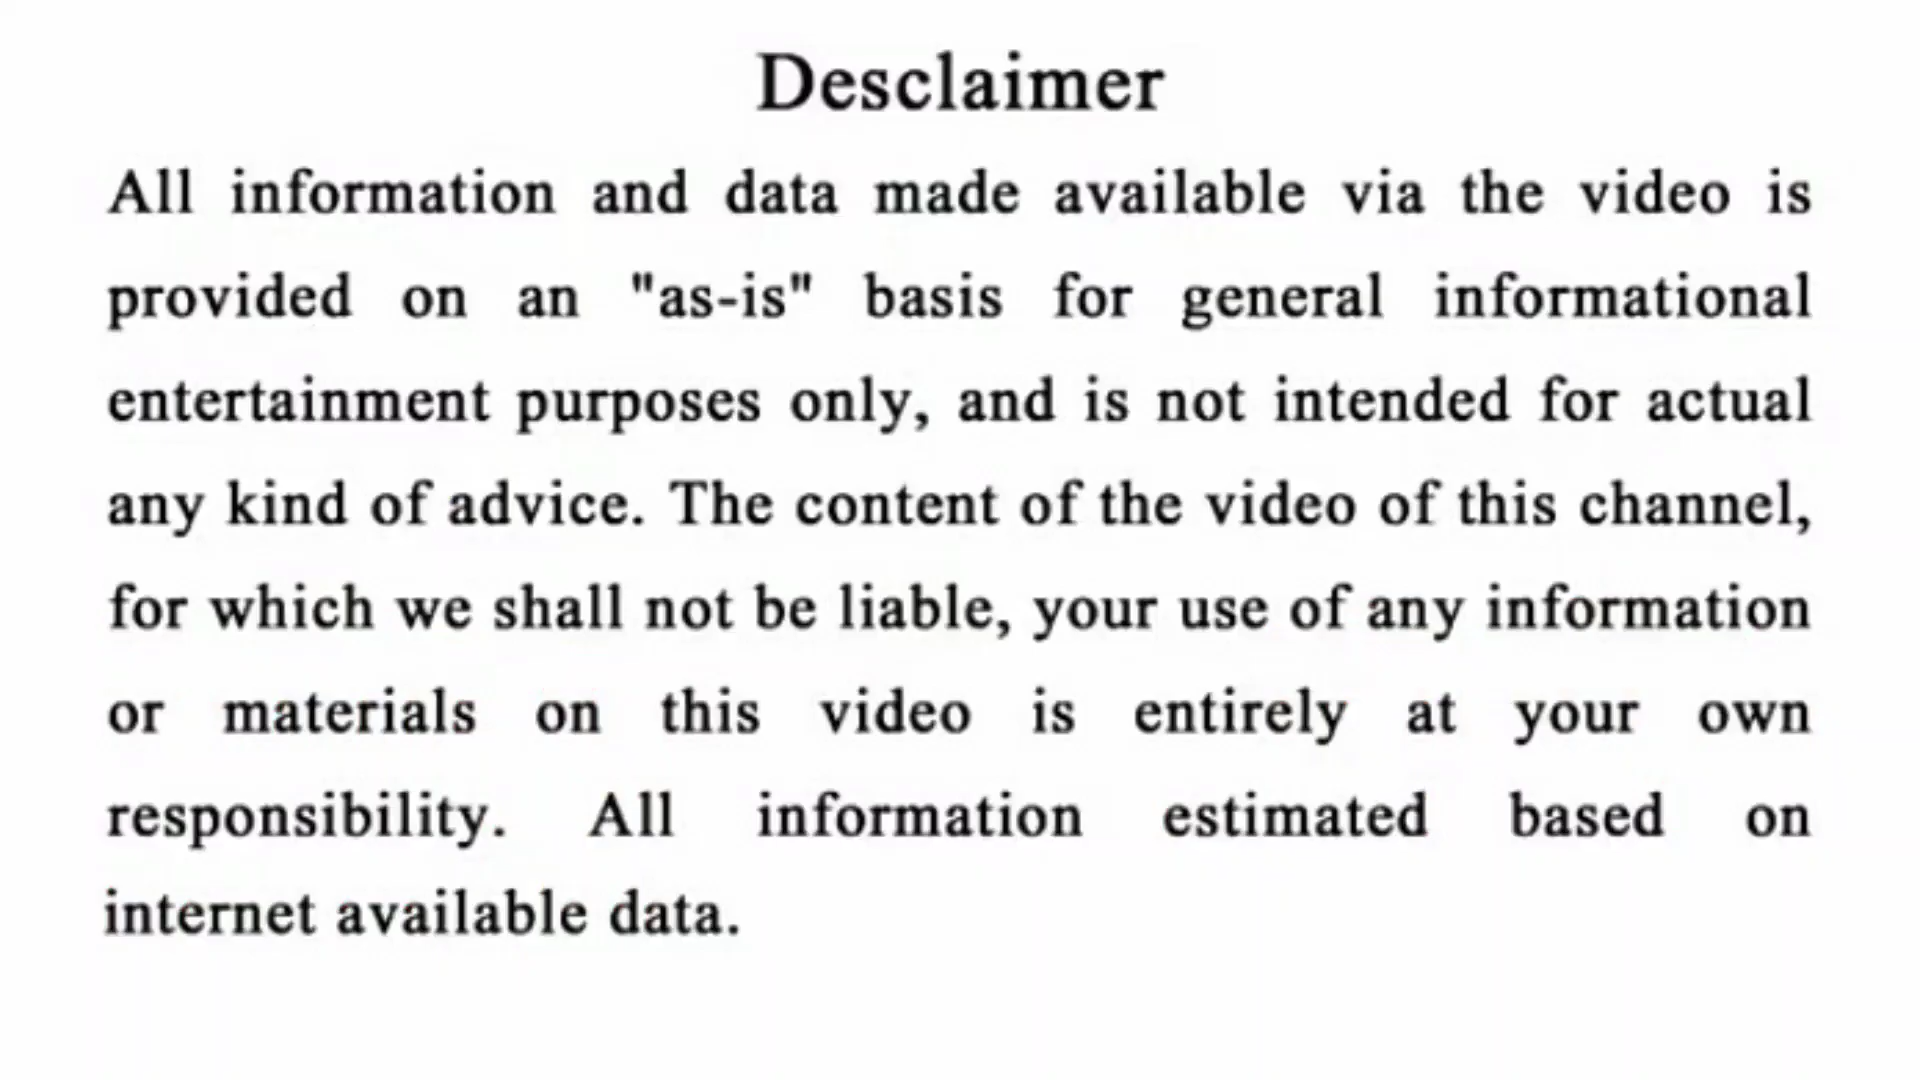 Desclaimer
All information and data made available via the video is
provided on an "as-is" basis for general informational
entertainment purposes only, and is not intended for actual
any kind of advice. The content of the video of this channel,
for which we shall not be liable, your use of any information
or materials on this video is entirely at your own
responsibility. All information estimated based on
internet available data.